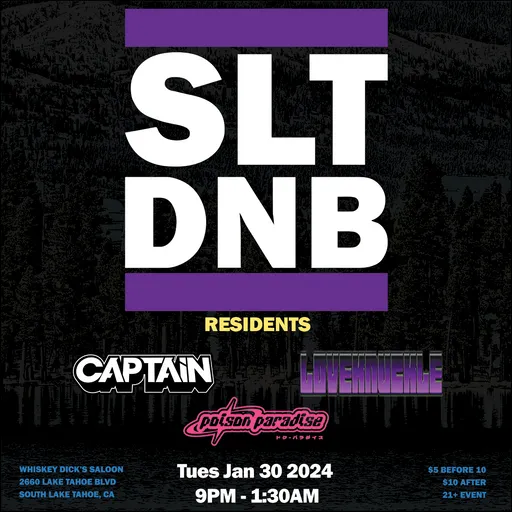 SLT
DNB
RESIDENTS
CAPTAIN
LOVEKNUCKLE
poison paradise
WHISKEY DICK'S SALOON
2660 LAKE TAHOE BLVD
SOUTH LAKE TAHOE, CA
Tues Jan 30 2024
9PM - 1:30AM
$5 BEFORE 10
$10 AFTER
21+ EVENT